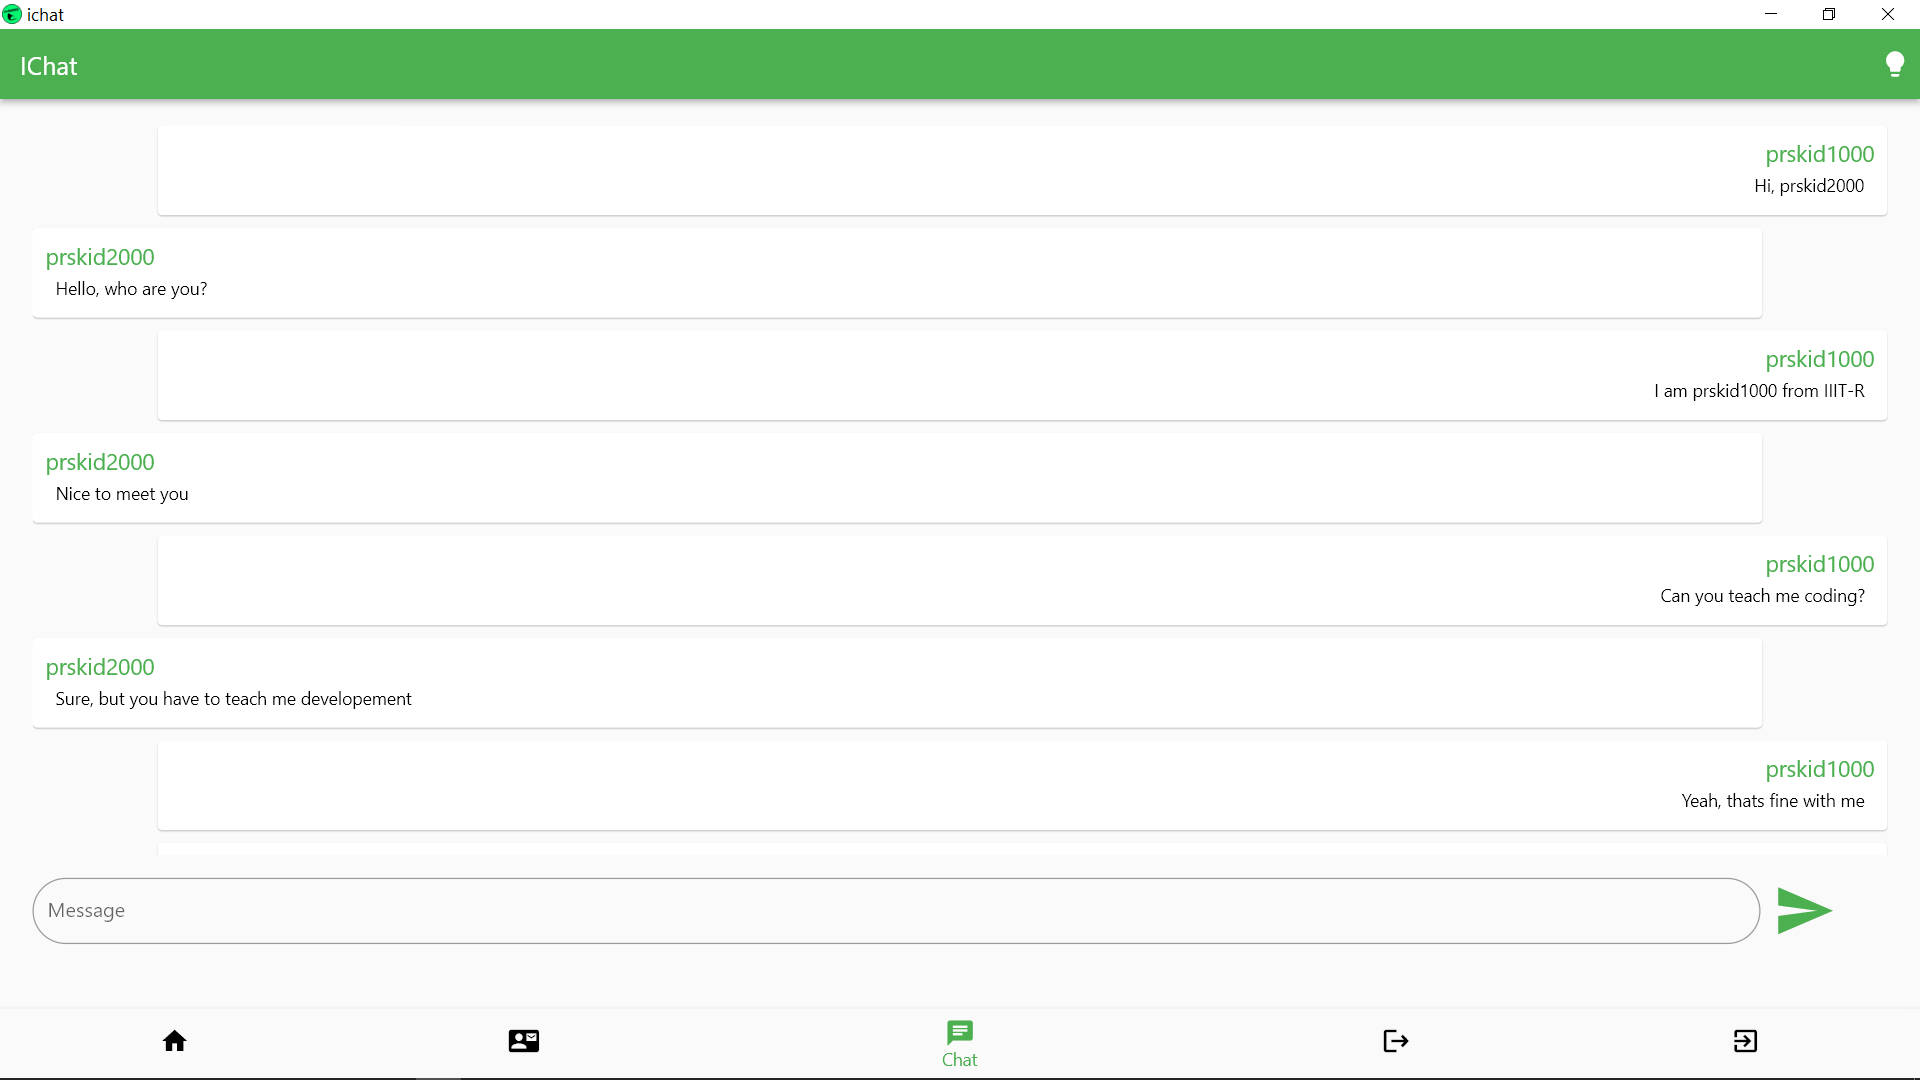 ichat
IChat
prskid1000
Hi, prskid2000
prskid2000
Hello, who are you?
prskid1000
I am prskid1000 from IIIT-R
prskid2000
Nice to meet you
prskid1000
Can you teach me coding?
prskid2000
Sure, but you have to teach me developement
prskid1000
Yeah, thats fine with me
Message
Chat